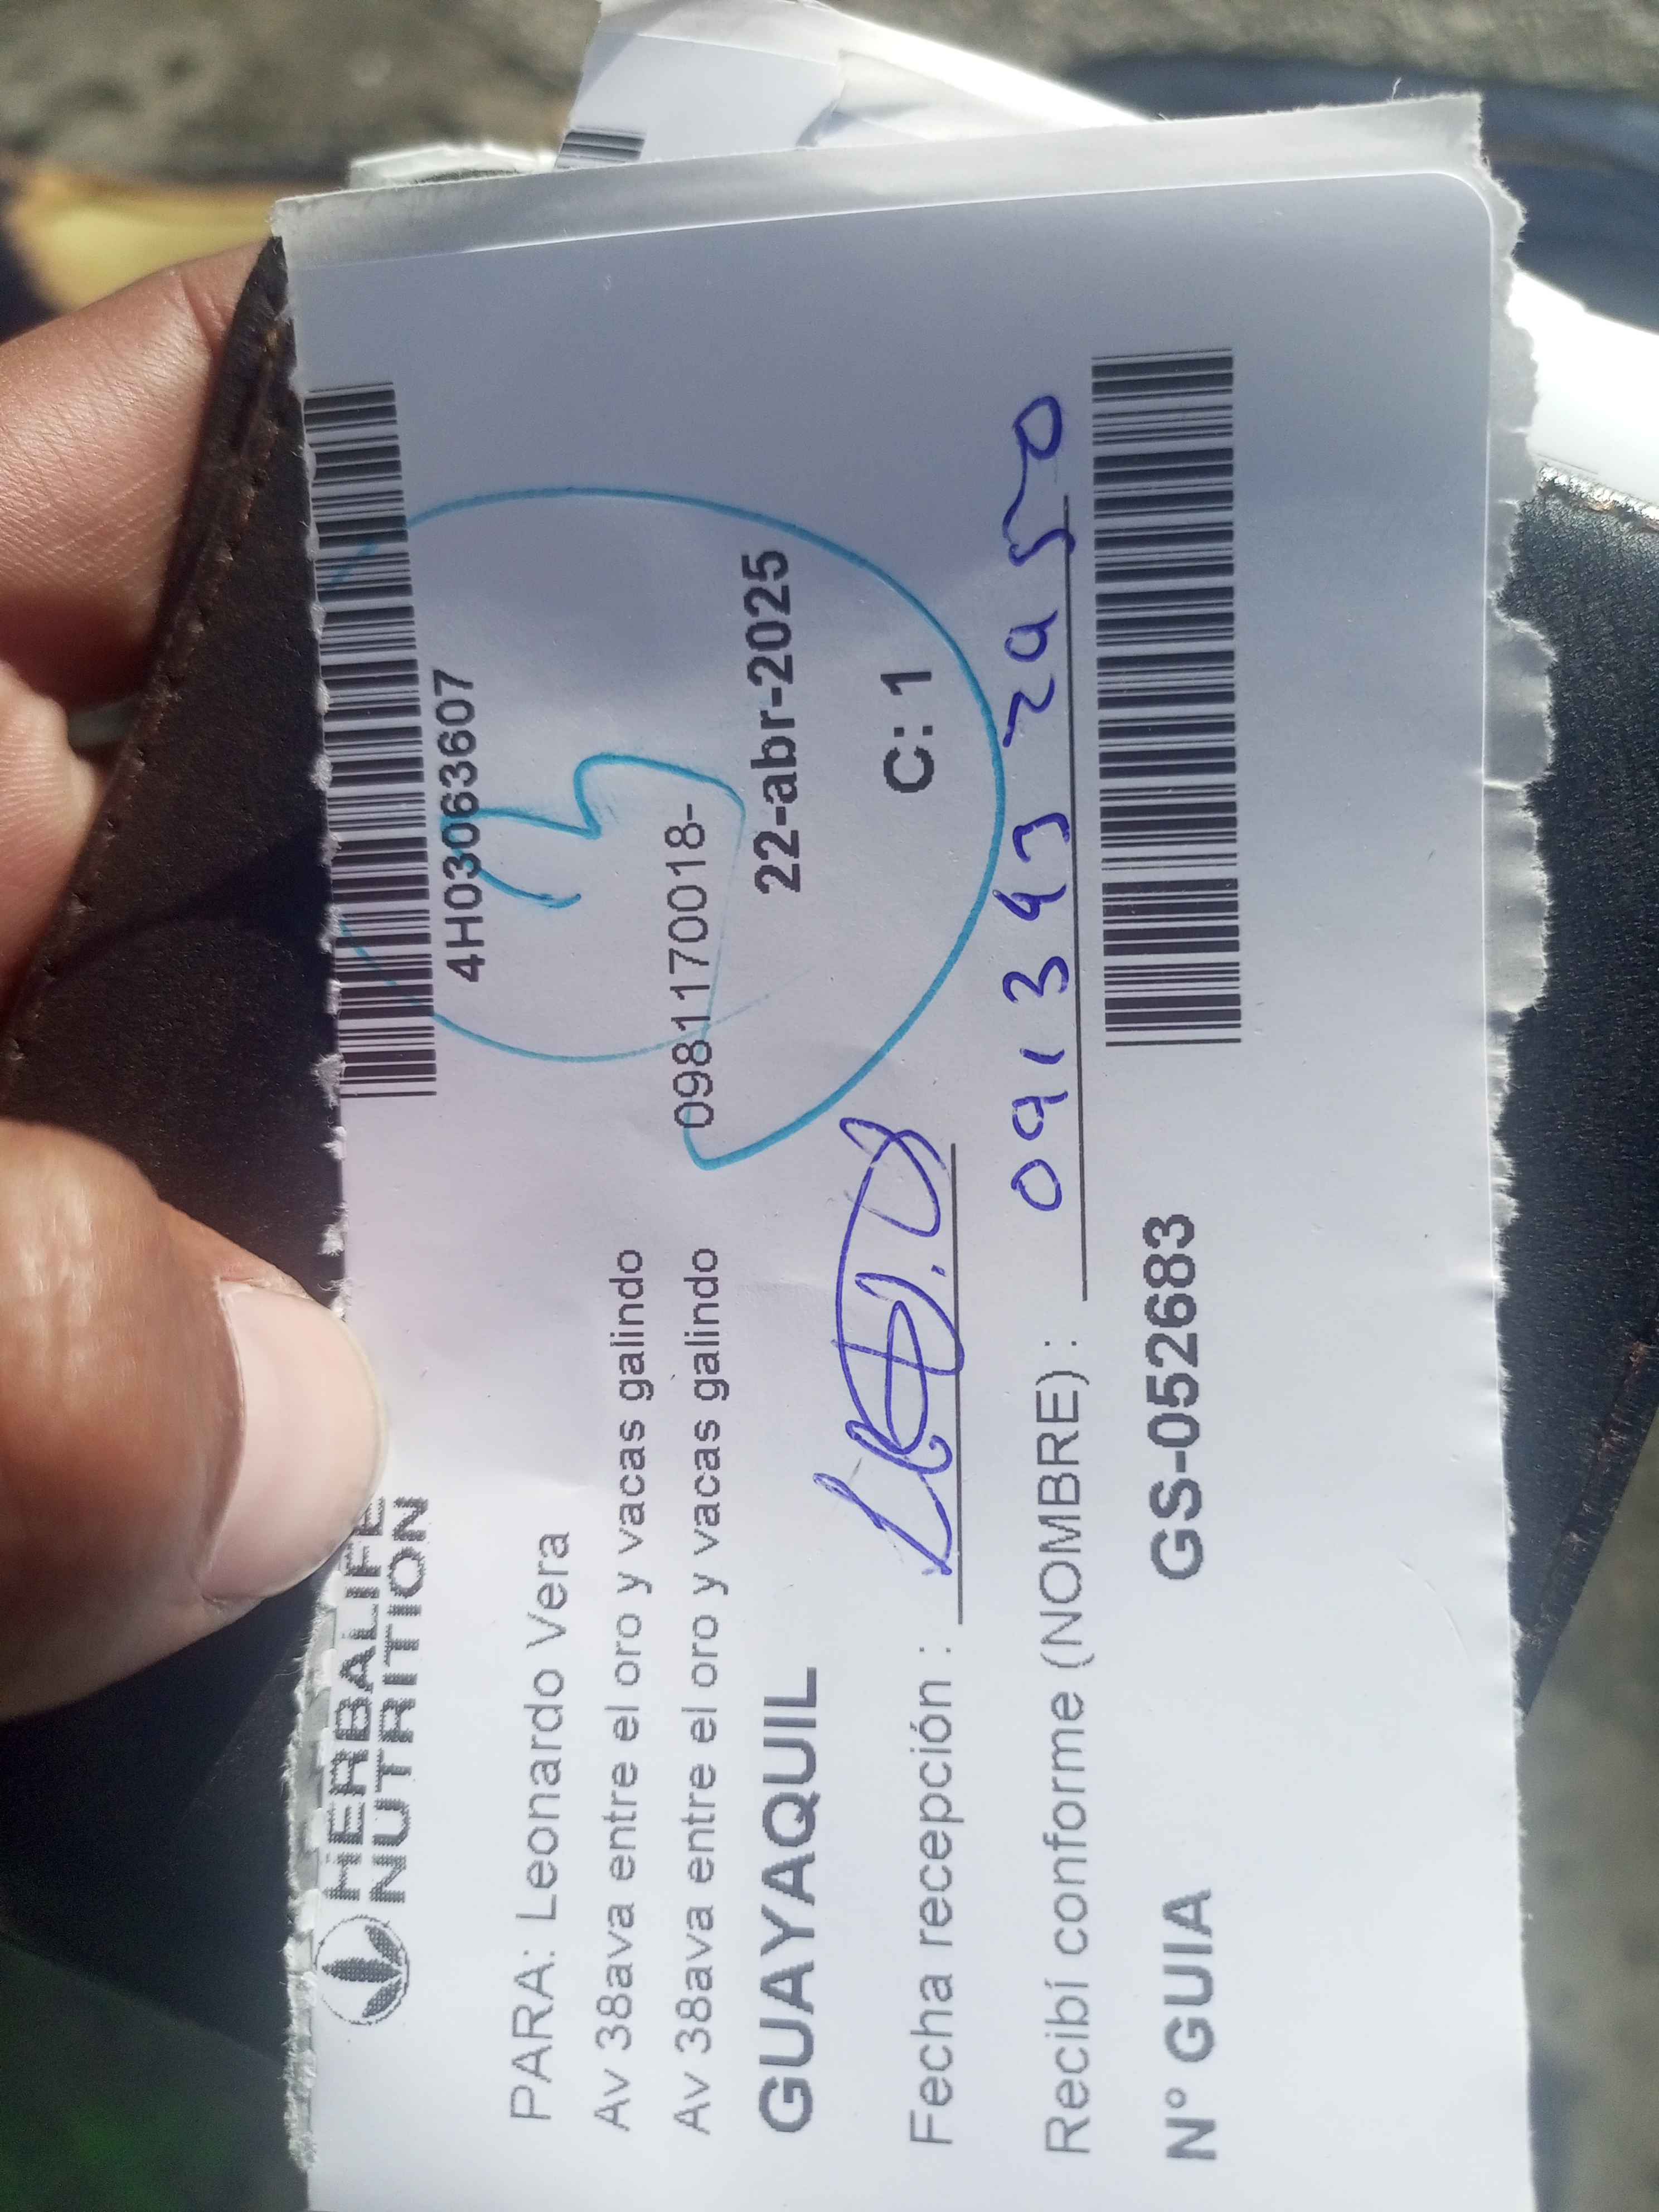 HERBALIFE
NUTRITION
4H03063607
PARA: Leonardo Vera
Av 38ava entre el oro y vacas galindo
Av 38ava entre el oro y vacas galindo
0981170018-
GUAYAQUIL
22-abr-2025
Fecha recepción :
C: 1
Recibí conforme (NOMBRE) :
N° GUIA
GS-052683